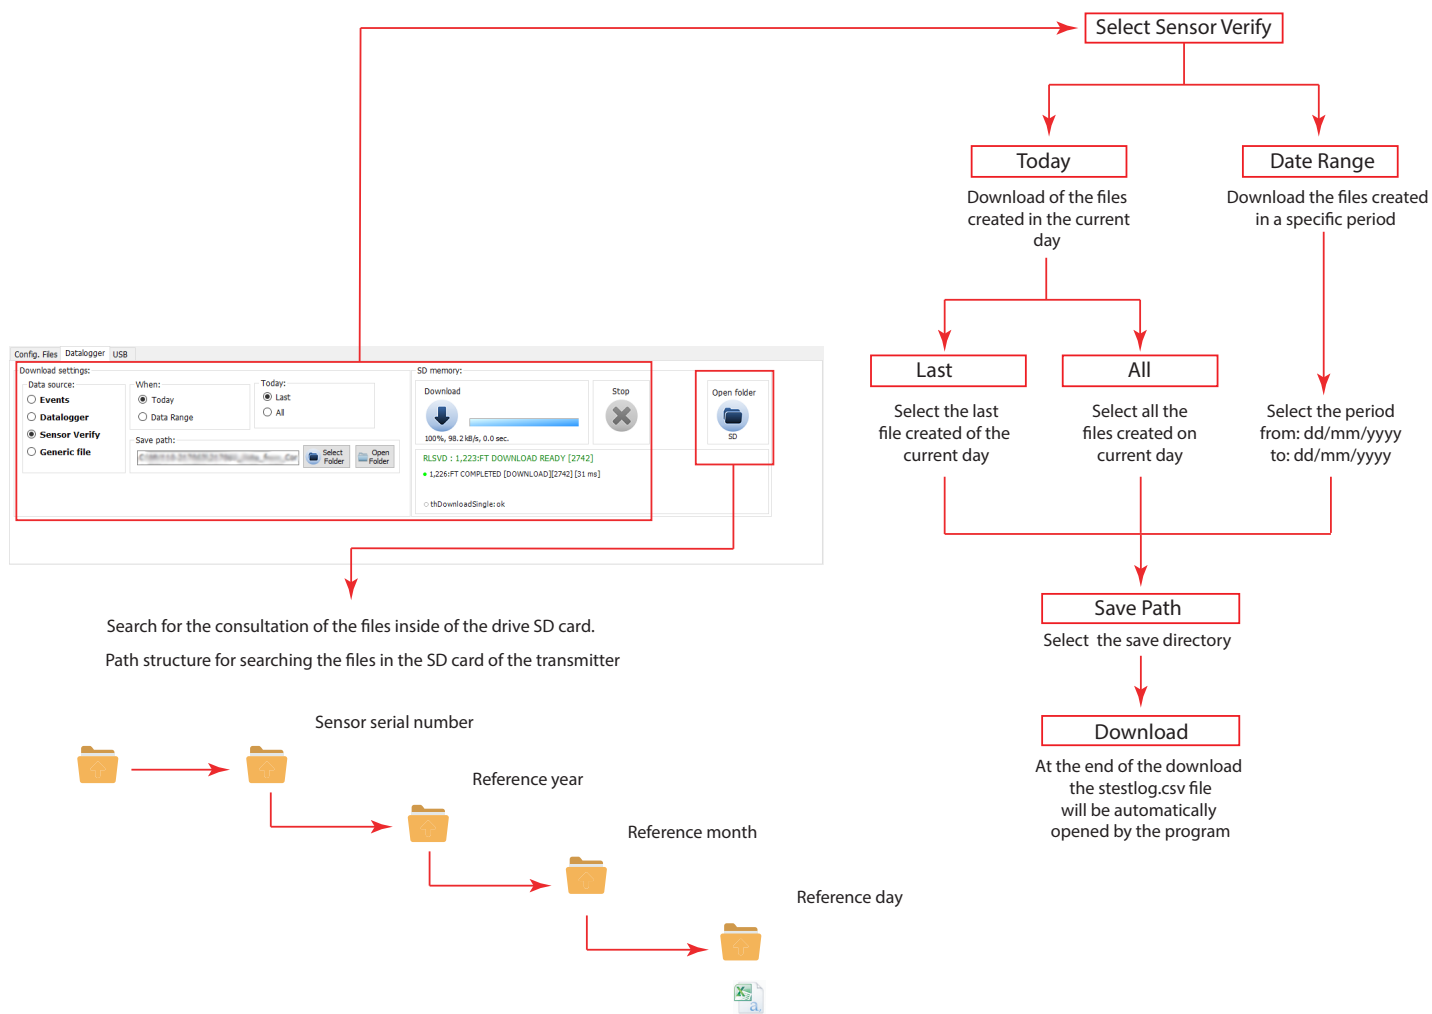 Select Sensor Verify
Today
Date Range
Download of the files
created in the current
day
Download the files created
in a specific period
Last
All
Select the last
file created of the
current day
Select all the
files created on
current day
Select the period
from: dd/mm/yyyy
to: dd/mm/yyyy
Save Path
Select the save directory
Download
At the end of the download
the stestlog.csv file
will be automatically
opened by the program
Config. Files
Datalogger
USB
Download settings:
Data source:
Events
Datalogger
Sensor Verify
Generic file
When:
Today
Data Range
Today:
Last
All
Save path:
Select
Folder
Open
Folder
SD memory:
Download
100%, 98.2 kB/s, 0.0 sec.
Stop
Open folder
SD
RLSVD : 1,223:FT DOWNLOAD READY [2742]
1,226:FT COMPLETED [DOWNLOAD][2742] [31 ms]
thDownloadSingle:ok
Search for the consultation of the files inside of the drive SD card.
Path structure for searching the files in the SD card of the transmitter
Sensor serial number
Reference year
Reference month
Reference day
a,